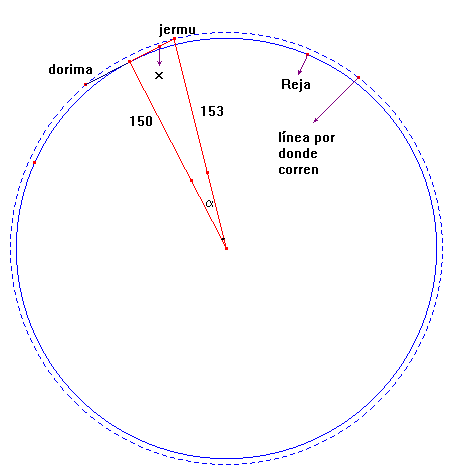 jermu
dorima
x
150
153
Reja
línea por
donde
corren
α